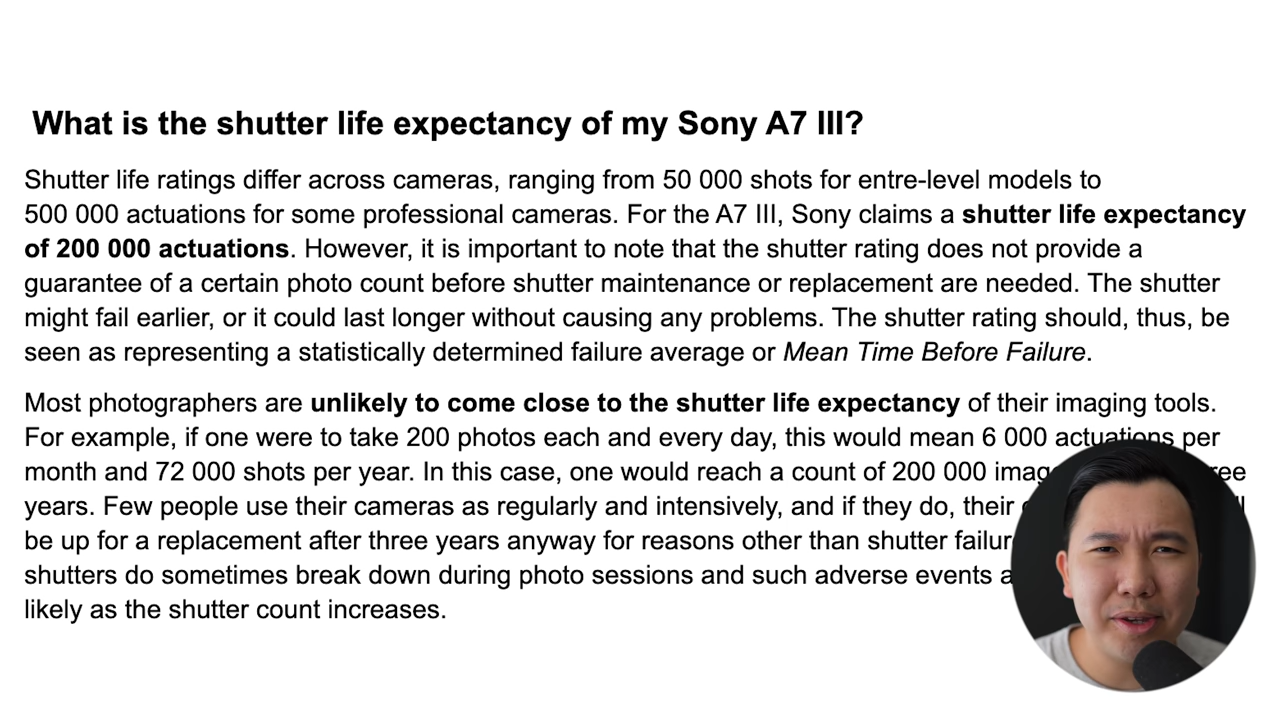 What is the shutter life expectancy of my Sony A7 III?
Shutter life ratings differ across cameras, ranging from 50 000 shots for entre-level models to
500 000 actuations for some professional cameras. For the A7 III, Sony claims a shutter life expectancy
of 200 000 actuations. However, it is important to note that the shutter rating does not provide a
guarantee of a certain photo count before shutter maintenance or replacement are needed. The shutter
might fail earlier, or it could last longer without causing any problems. The shutter rating should, thus, be
seen as representing a statistically determined failure average or Mean Time Before Failure.
Most photographers are unlikely to come close to the shutter life expectancy of their imaging tools.
For example, if one were to take 200 photos each and every day, this would mean 6 000 actuations per
month and 72 000 shots per year. In this case, one would reach a count of 200 000
years. Few people use their cameras as regularly and intensively, and if they do, their
be up for a replacement after three years anyway for reasons other than shutter
shutters do sometimes break down during photo sessions and such adverse events
likely as the shutter count increases.